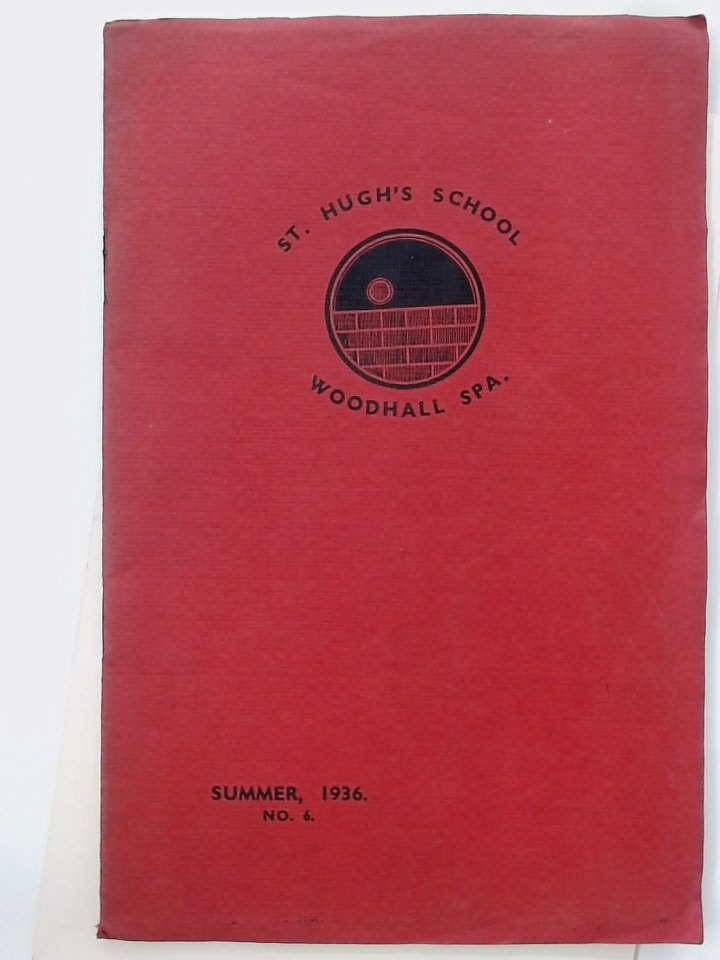 ST. HUGH'S SCHOOL
WOODHALL SPA.
SUMMER, 1936.
NO. 6.